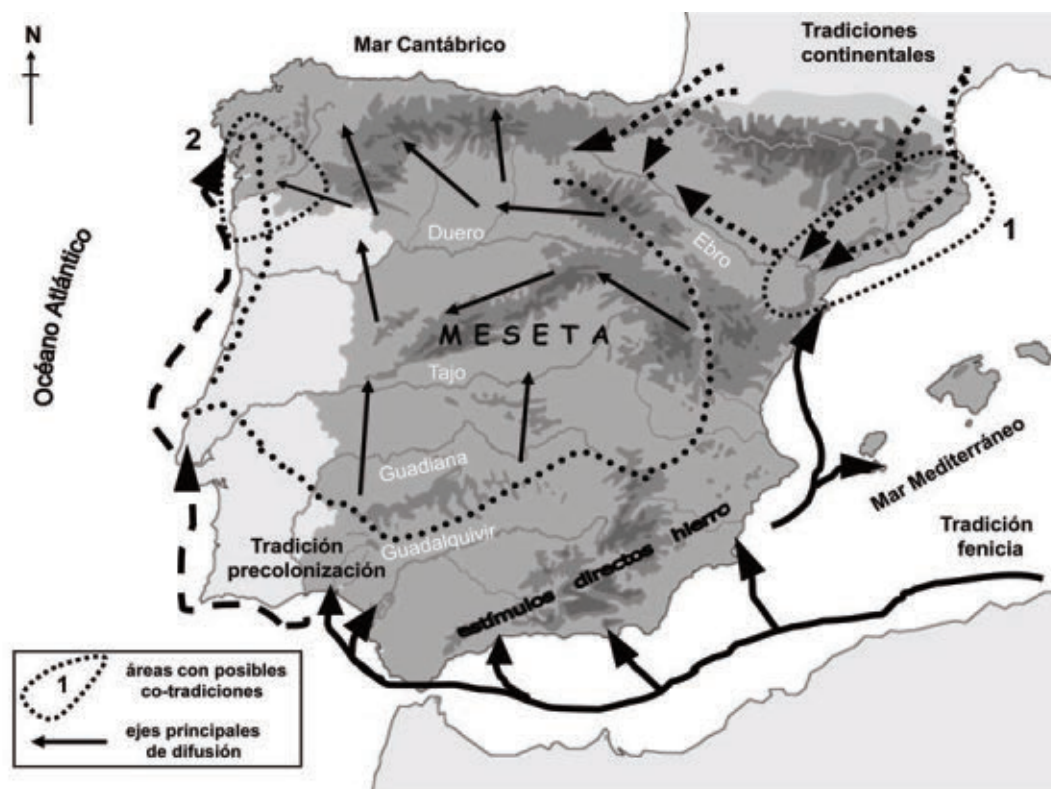 N
Mar Cantábrico
Tradiciones
continentales
2
1
Duero
Ebro
Océano Atlántico
MESETA
Tajo
Guadiana
Mar Mediterráneo
Guadalquivir
Tradición
precolonización
estímulos directos hierro
Tradición
fenicia
1
áreas con posibles
co-tradiciones
ejes principales
de difusión